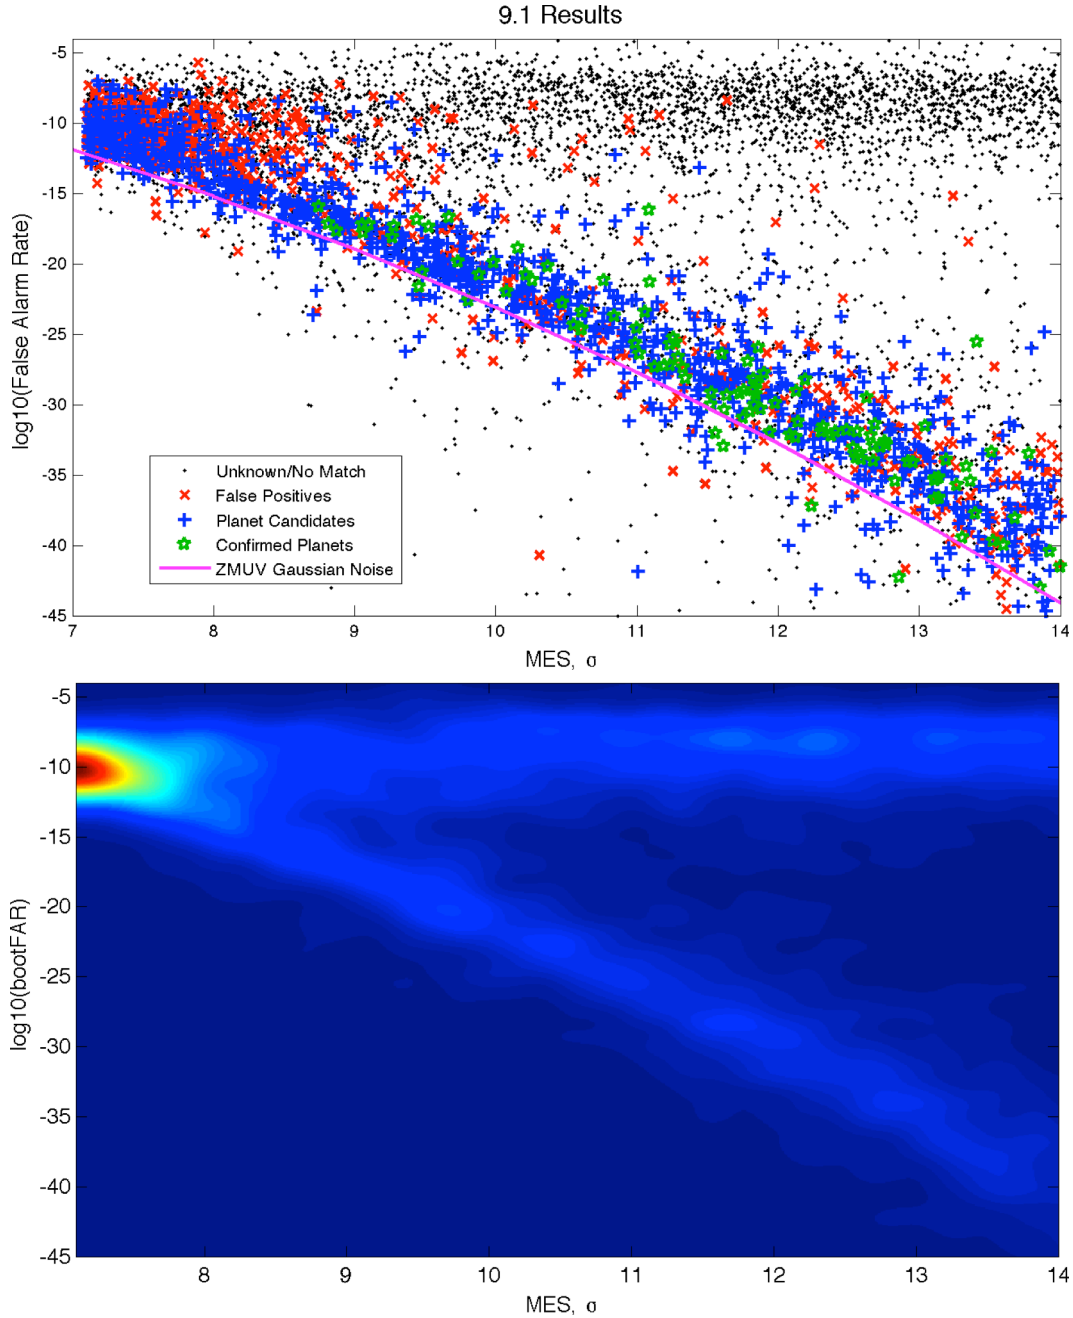 9.1 Results
-5
-10
-15
-20
-25
-30
-35
-40
-45
log10(False Alarm Rate)
Unknown/No Match
False Positives
Planet Candidates
Confirmed Planets
ZMUV Gaussian Noise
7 8 9 10 11 12 13 14
MES, σ
-5
-10
-15
-20
-25
-30
-35
-40
-45
log10(bootFAR)
8 9 10 11 12 13 14
MES, σ